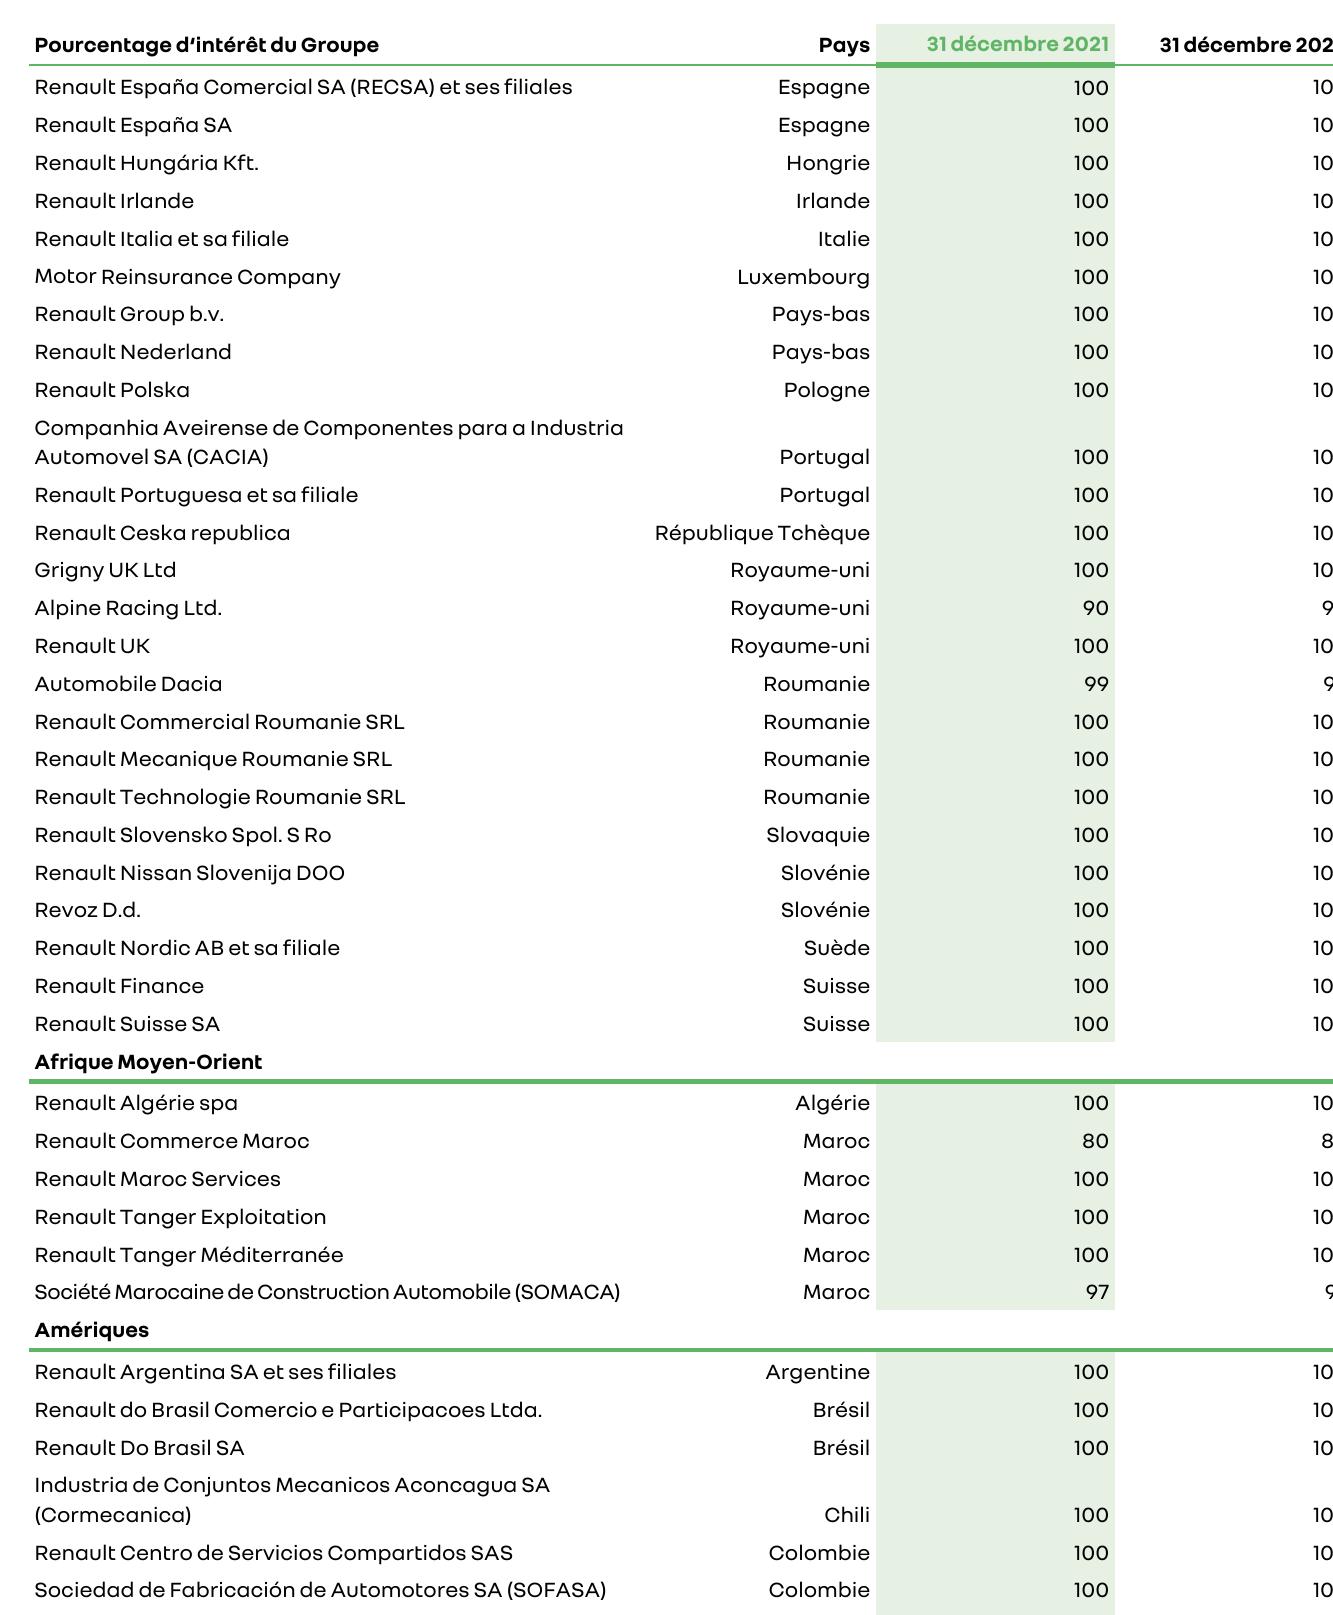 Pourcentage d‘intérêt du Groupe Pays 31 décembre 2021 31 décembre 202
Renault España Comercial SA (RECSA) et ses filiales Espagne 100 10
Renault España SA Espagne 100 10
Renault Hungária Kft. Hongrie 100 10
Renault Irlande Irlande 100 10
Renault Italia et sa filiale Italie 100 10
Motor Reinsurance Company Luxembourg 100 10
Renault Group b.v. Pays-bas 100 10
Renault Nederland Pays-bas 100 10
Renault Polska Pologne 100 10
Companhia Aveirense de Componentes para a Industria
Automovel SA (CACIA) Portugal 100 10
Renault Portuguesa et sa filiale Portugal 100 10
Renault Ceska republica République Tchèque 100 10
Grigny UK Ltd Royaume-uni 100 10
Alpine Racing Ltd. Royaume-uni 90 9
Renault UK Royaume-uni 100 10
Automobile Dacia Roumanie 99 9
Renault Commercial Roumanie SRL Roumanie 100 10
Renault Mecanique Roumanie SRL Roumanie 100 10
Renault Technologie Roumanie SRL Roumanie 100 10
Renault Slovensko Spol. S Ro Slovaquie 100 10
Renault Nissan Slovenija DOO Slovénie 100 10
Revoz D.d. Slovénie 100 10
Renault Nordic AB et sa filiale Suède 100 10
Renault Finance Suisse 100 10
Renault Suisse SA Suisse 100 10
Afrique Moyen-Orient
Renault Algérie spa Algérie 100 10
Renault Commerce Maroc Maroc 80 8
Renault Maroc Services Maroc 100 10
Renault Tanger Exploitation Maroc 100 10
Renault Tanger Méditerranée Maroc 100 10
Société Marocaine de Construction Automobile (SOMACA) Maroc 97 9
Amériques
Renault Argentina SA et ses filiales Argentine 100 10
Renault do Brasil Comercio e Participacoes Ltda. Brésil 100 10
Renault Do Brasil SA Brésil 100 10
Industria de Conjuntos Mecanicos Aconcagua SA
(Cormecanica) Chili 100 10
Renault Centro de Servicios Compartidos SAS Colombie 100 10
Sociedad de Fabricación de Automotores SA (SOFASA) Colombie 100 10